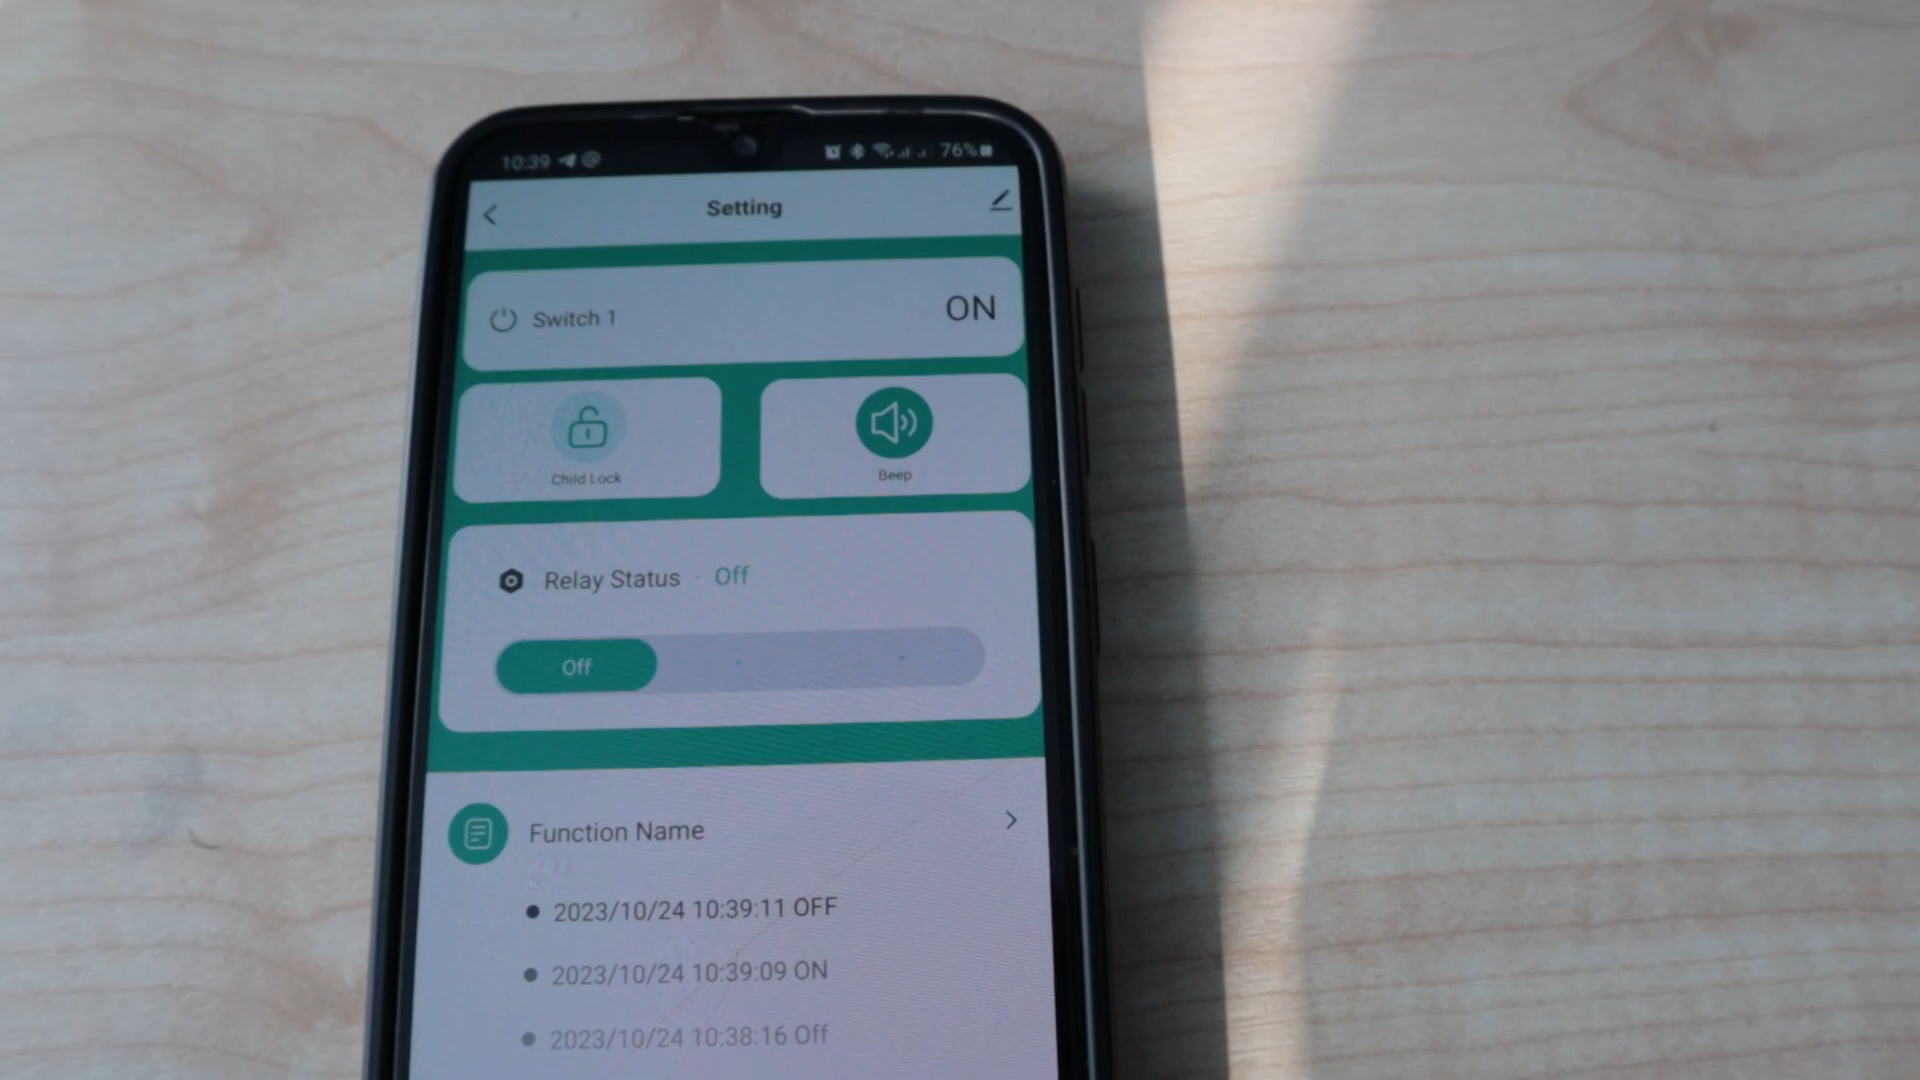 10:39 76%
Setting
Switch 1 ON
Child Lock Beep
Relay Status · Off
Off
Function Name
2023/10/24 10:39:11 OFF
2023/10/24 10:39:09 ON
2023/10/24 10:38:16 Off